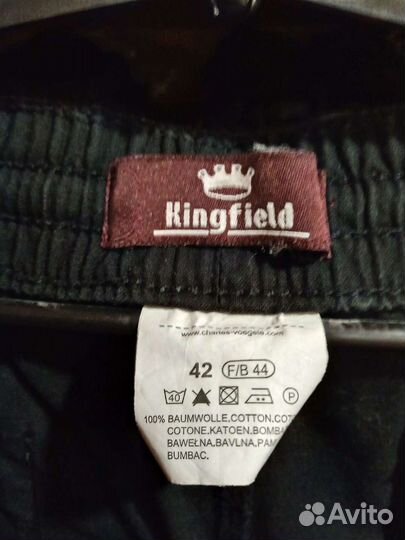 Kingfield
www.charles-voegele.com
42 F/B 44
40 P
100% BAUMWOLLE.COTTON.COT
COTONE.KATOEN.BOMBA
BAWEŁNA.BAVLNA.PAM
BUMBAC.
Avito